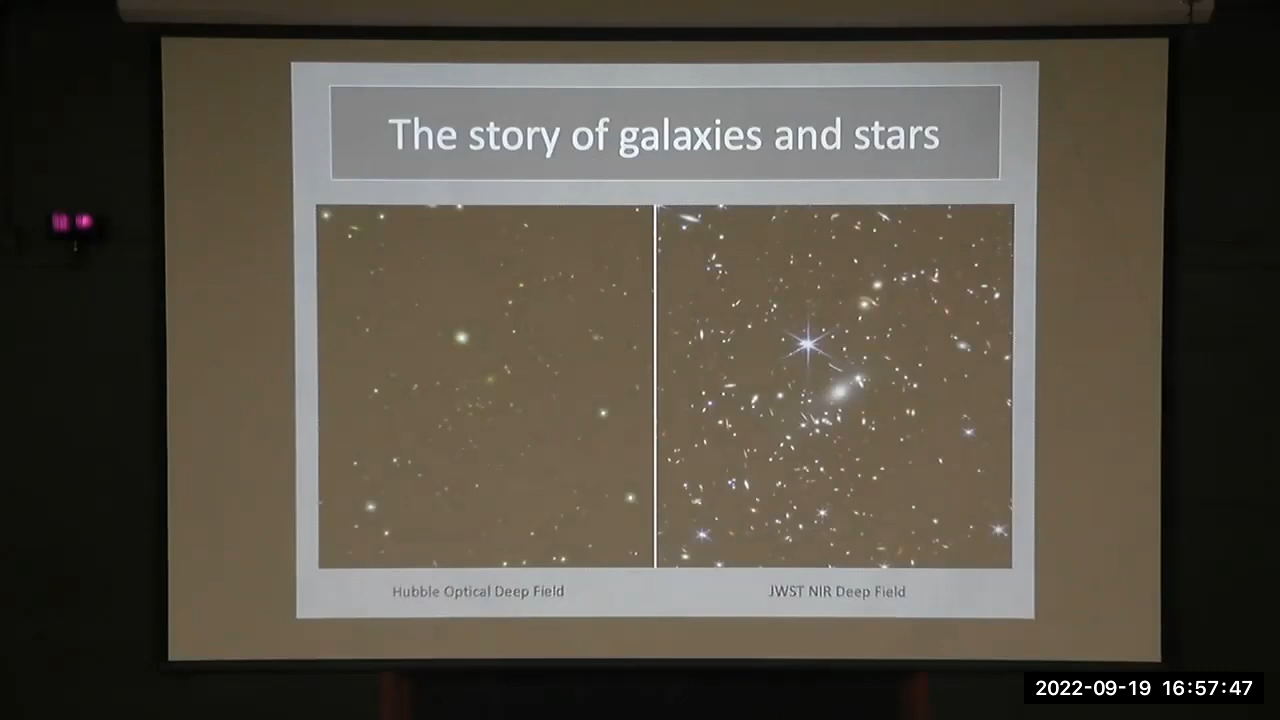 The story of galaxies and stars
Hubble Optical Deep Field
JWST NIR Deep Field
2022-09-19 16:57:47